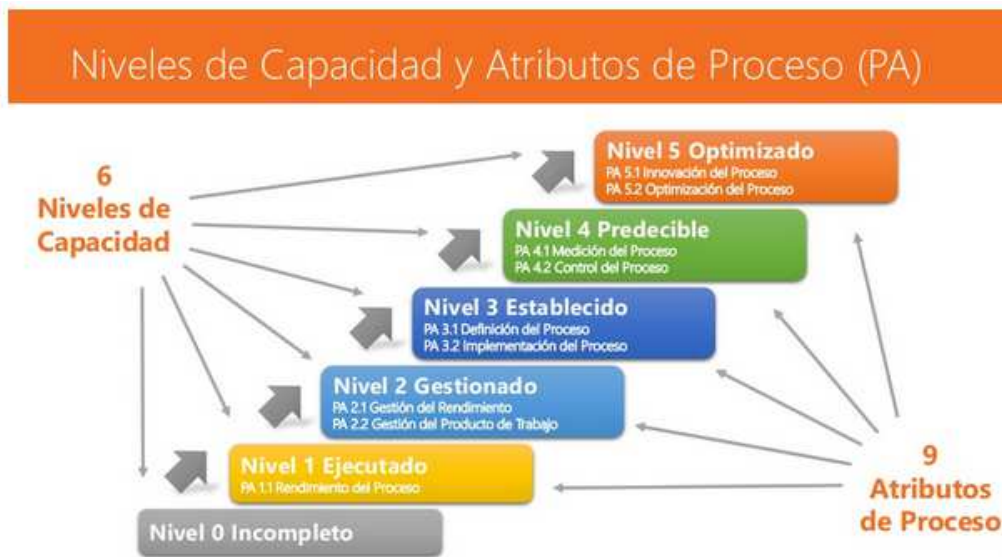 Niveles de Capacidad y Atributos de Proceso (PA)
6
Niveles de
Capacidad
Nivel 5 Optimizado
PA 5.1 Innovación del Proceso
PA 5.2 Optimización del Proceso
Nivel 4 Predecible
PA 4.1 Medición del Proceso
PA 4.2 Control del Proceso
Nivel 3 Establecido
PA 3.1 Definición del Proceso
PA 3.2 Implementación del Proceso
Nivel 2 Gestionado
PA 2.1 Gestión del Rendimiento
PA 2.2 Gestión del Producto de Trabajo
Nivel 1 Ejecutado
PA 1.1 Rendimiento del Proceso
Nivel 0 Incompleto
9
Atributos
de Proceso